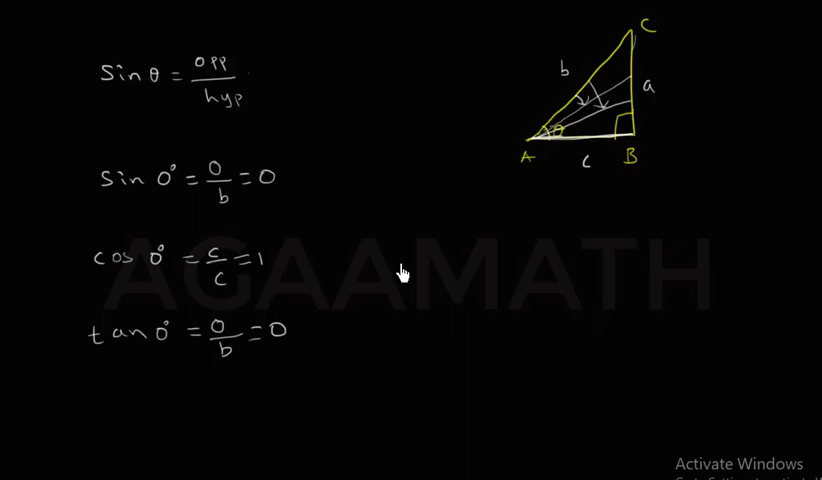 Sin θ = opp / hyp
C
b
a
θ
A
c
B
Sin 0° = 0 / b = 0
cos 0° = c / c = 1
AGAAMATH
tan 0° = 0 / b = 0
Activate Windows